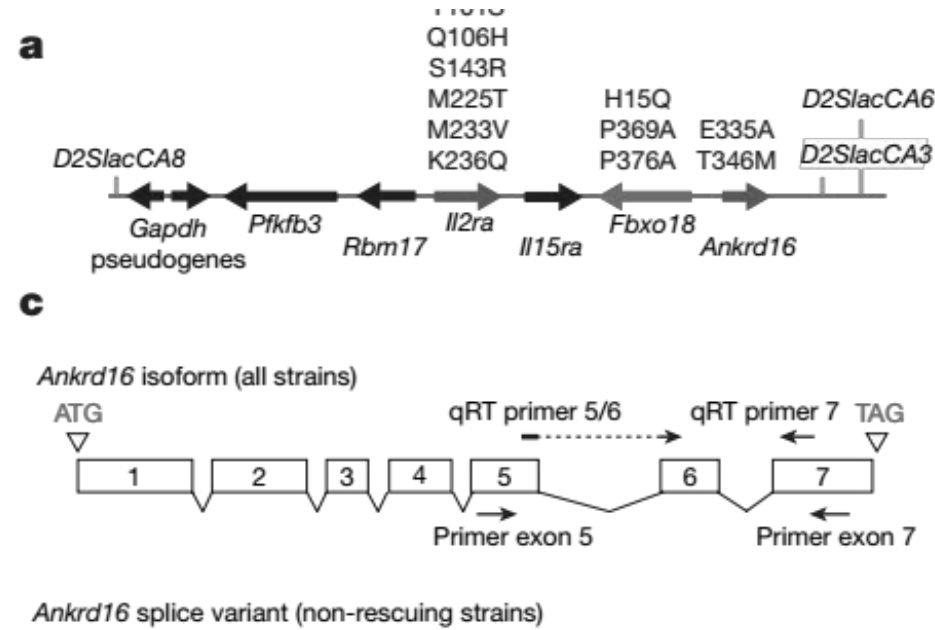 a
Q106H
S143R
M225T
M233V
K236Q
H15Q
P369A
P376A
E335A
T346M
D2SlacCA6
D2SlacCA3
D2SlacCA8
Gapdh
pseudogenes
Pfkfb3
Rbm17
Il2ra
Il15ra
Fbxo18
Ankrd16
c
Ankrd16 isoform (all strains)
ATG
qRT primer 5/6
qRT primer 7
TAG
1
2
3
4
5
6
7
Primer exon 5
Primer exon 7
Ankrd16 splice variant (non-rescuing strains)